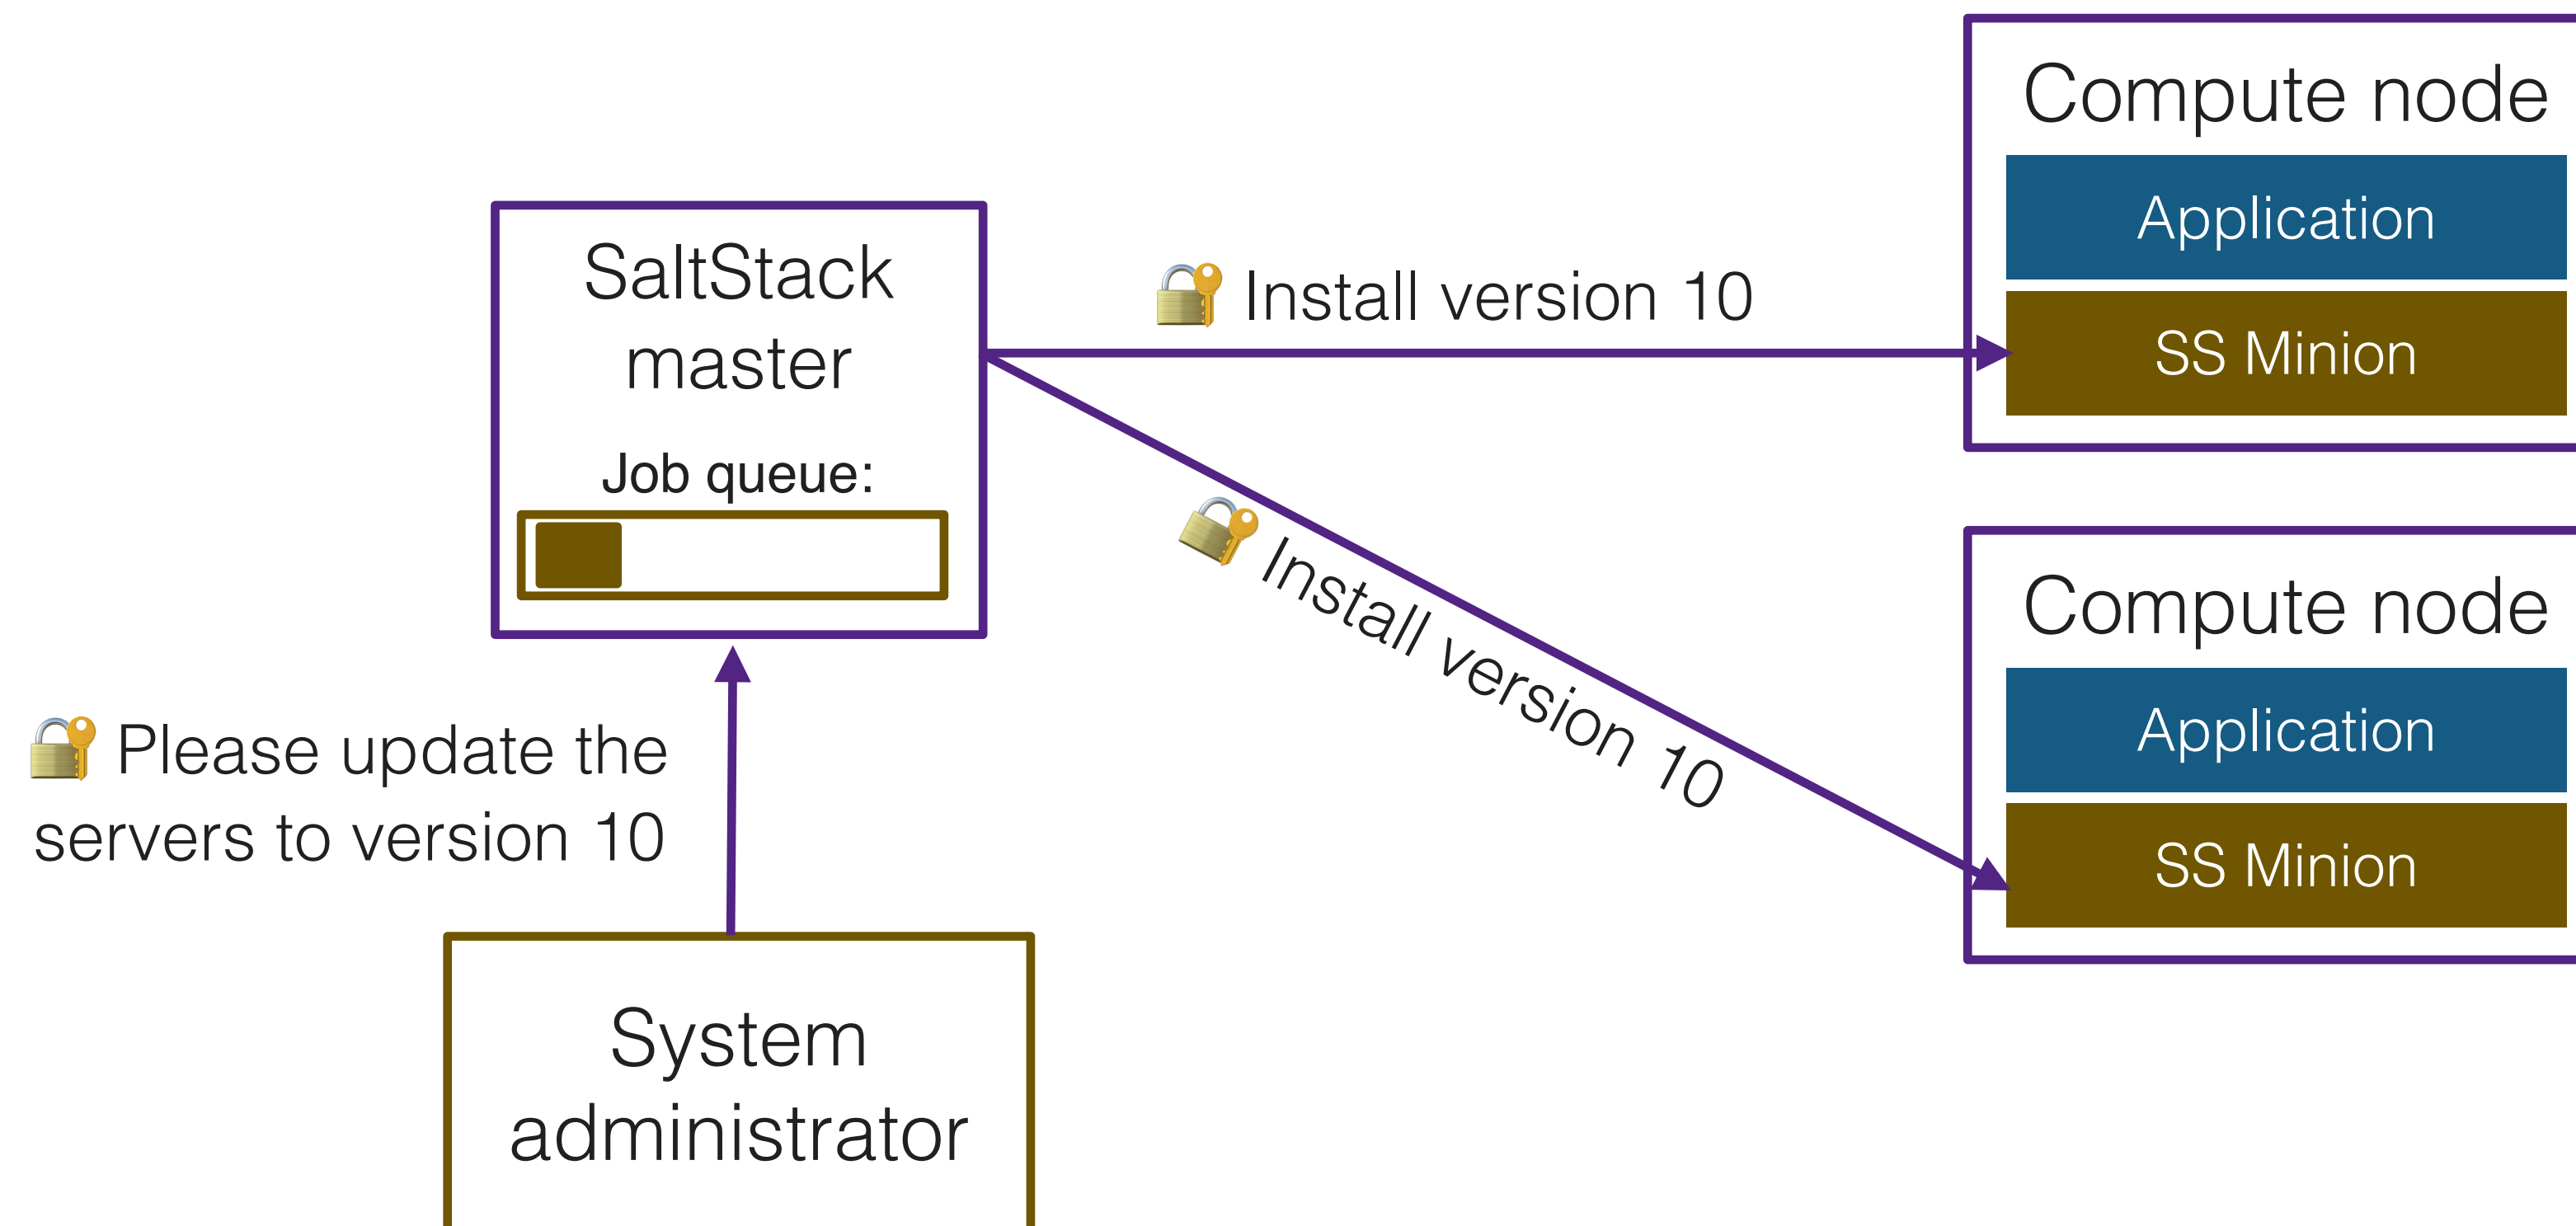 SaltStack
master
Job queue:
🔐 Install version 10
🔐 Install version 10
Compute node
Application
SS Minion
Compute node
Application
SS Minion
🔐 Please update the
servers to version 10
System
administrator